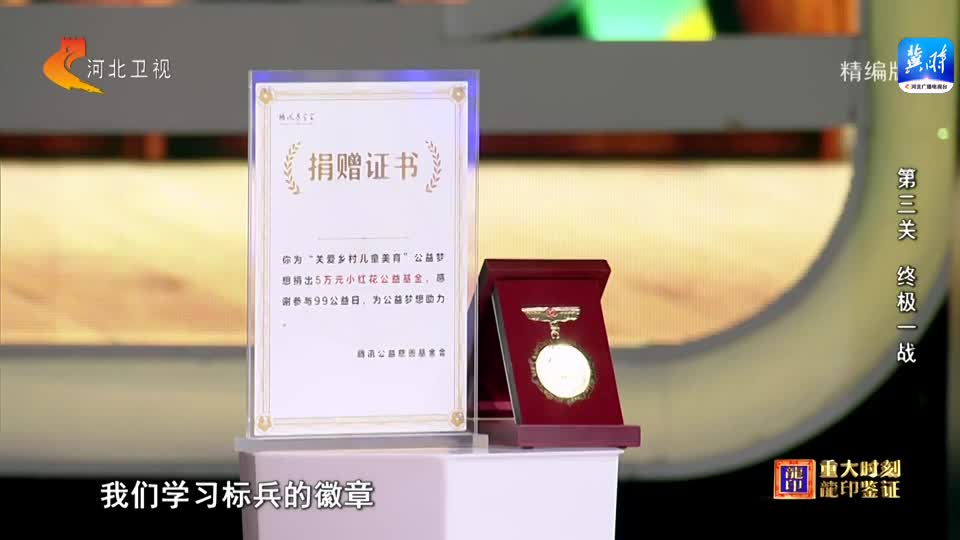 河北卫视
精编版
冀时
河北广播电视台
捐赠证书
你为“关爱乡村儿童美育”公益梦
想捐出5万元小红花公益基金，感
谢参与99公益日，为公益梦想助力
。
腾讯公益慈善基金会
第三关 终极一战
龍印
重大时刻
龍印鉴证
我们学习标兵的徽章